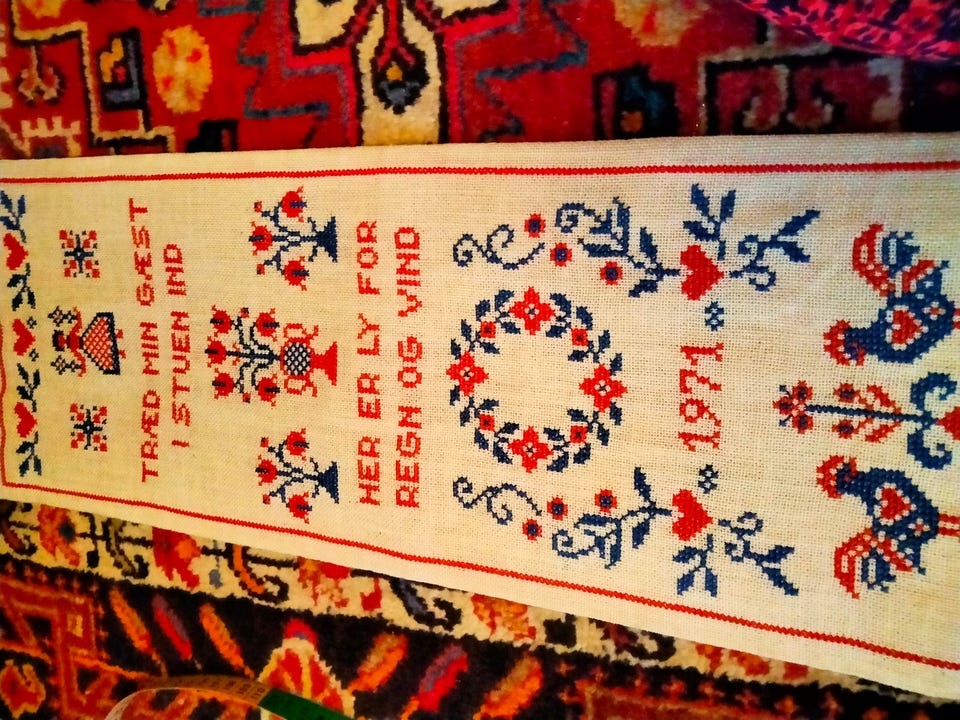 TRÆD MIN GÆST
I STUEN IND
HER ER LY FOR
REGN OG VIND
1971